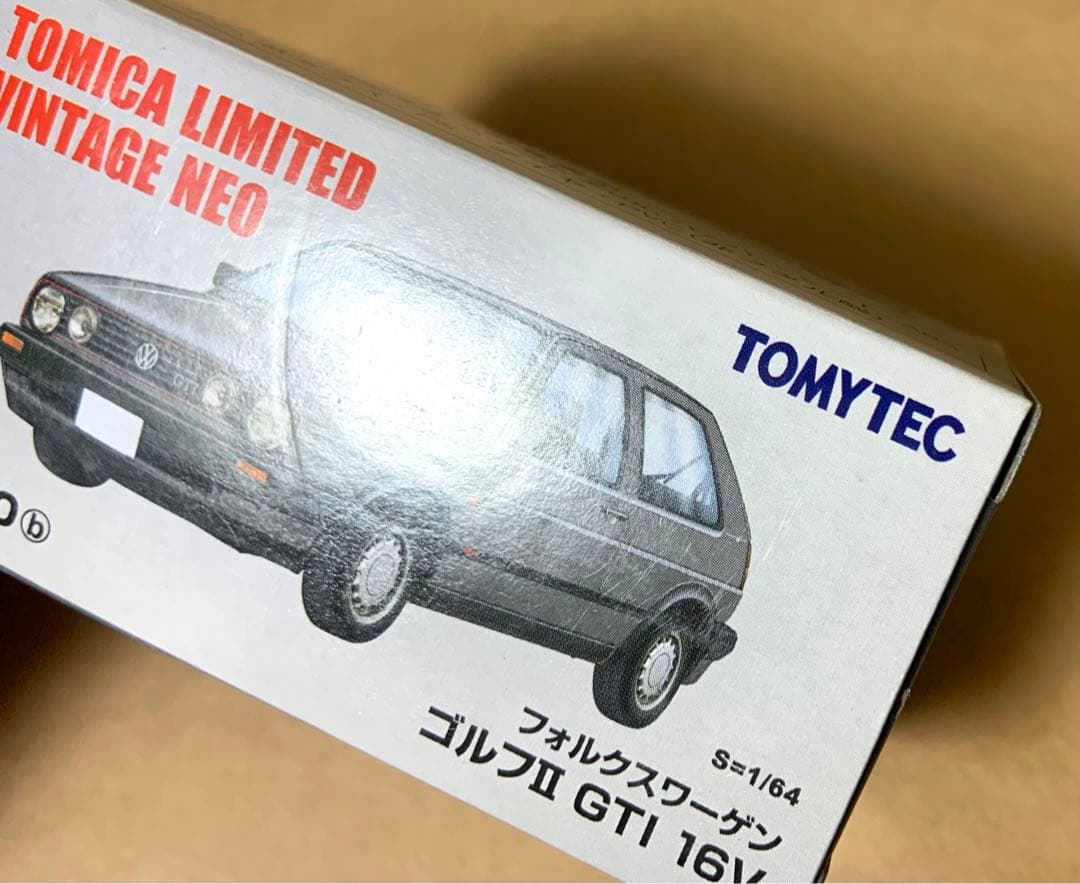 TOMICA LIMITED
VINTAGE NEO
TOMYTEC
GTI
ⓑ
S=1/64
フォルクスワーゲン
ゴルフII GTI 16V